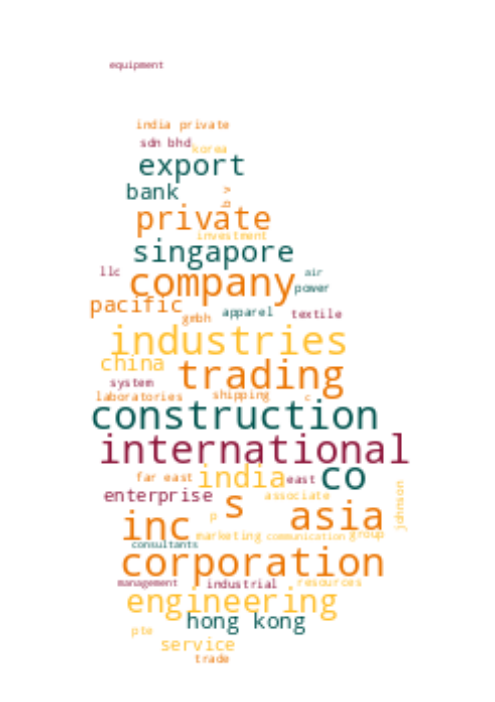 equipment
india private
sdn bhd
korea
export
bank
b v
private
investment
singapore
llc
company
air
power
pacific
gmbh
apparel
textile
industries
china
trading
system
laboratories
shipping
c
construction
international
far east
india
east
co
enterprise
s
associate
johnson
p
inc
asia
marketing
communication
group
consultants
corporation
management
industrial
resources
engineering
hong kong
pte
service
trade